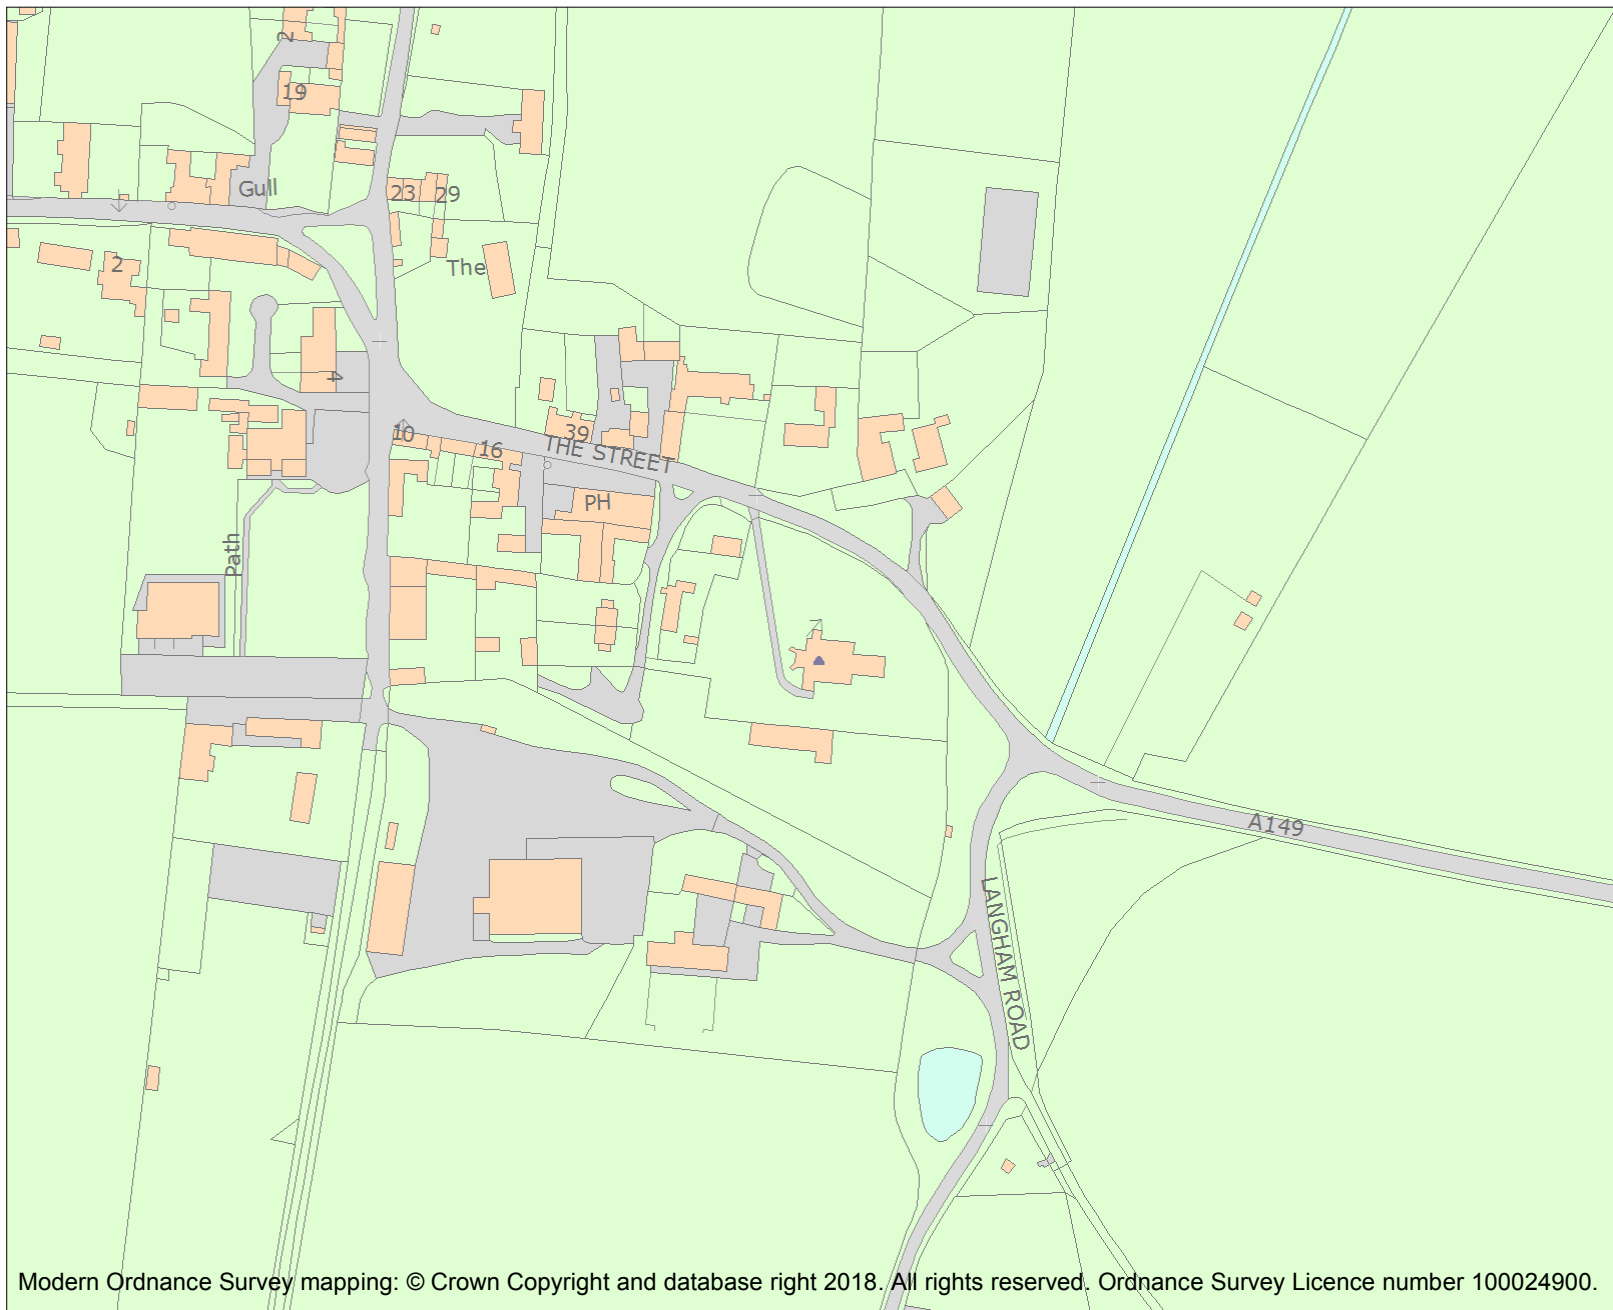 2
19
Gull
23
29
2
The
4
10
16
39
THE STREET
PH
Path
A149
LANGHAM ROAD
Modern Ordnance Survey mapping: © Crown Copyright and database right 2018. All rights reserved. Ordnance Survey Licence number 100024900.